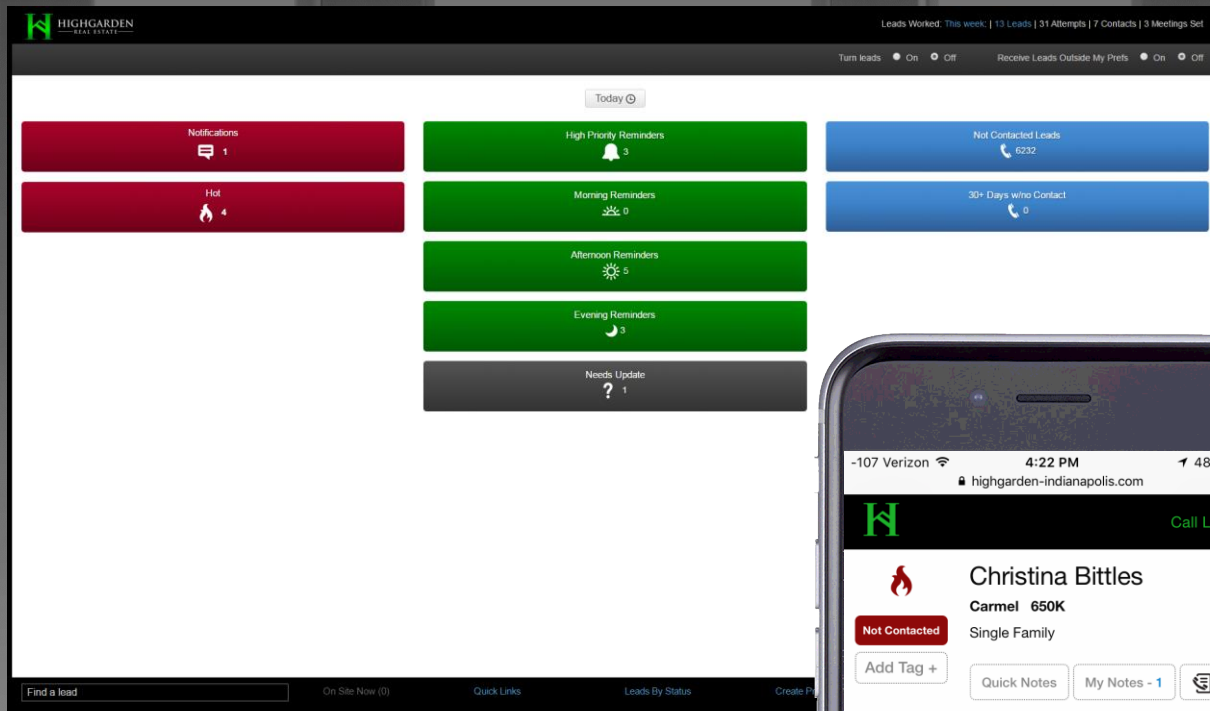 HIGHGARDEN
REAL ESTATE
Leads Worked: This week: | 13 Leads | 31 Attempts | 7 Contacts | 3 Meetings Set
Turn leads On Off Receive Leads Outside My Prefs On Off
Today
Notifications
1
High Priority Reminders
3
Not Contacted Leads
6232
Hot
4
Morning Reminders
0
30+ Days w/no Contact
0
Afternoon Reminders
5
Evening Reminders
3
Needs Update
? 1
-107 Verizon 4:22 PM 48
highgarden-indianapolis.com
Call L
Christina Bittles
Carmel 650K
Not Contacted
Single Family
Add Tag +
Quick Notes My Notes - 1
Find a lead On Site Now (0) Quick Links Leads By Status Create